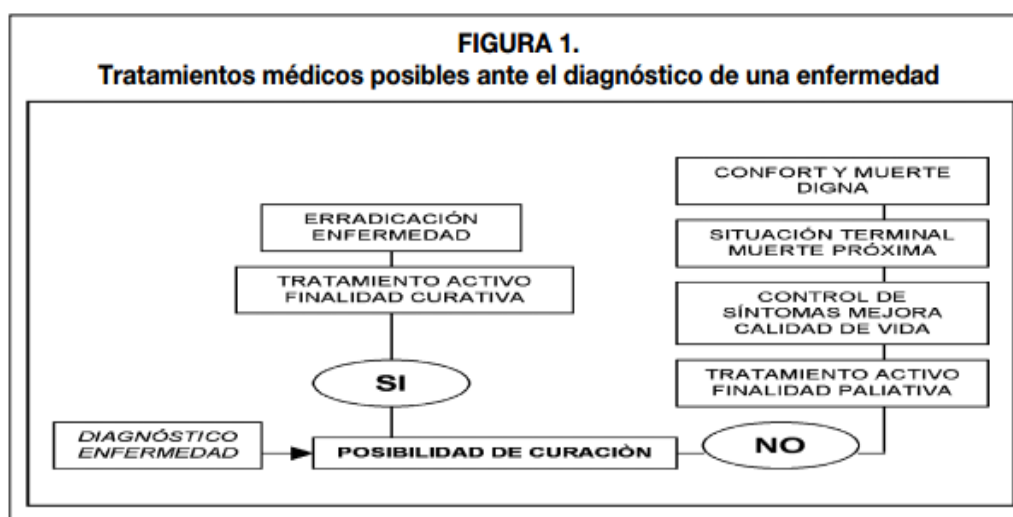 FIGURA 1.
Tratamientos médicos posibles ante el diagnóstico de una enfermedad
CONFORT Y MUERTE
DIGNA
ERRADICACIÓN
ENFERMEDAD
SITUACIÓN TERMINAL
MUERTE PRÓXIMA
TRATAMIENTO ACTIVO
FINALIDAD CURATIVA
CONTROL DE
SÍNTOMAS MEJORA
CALIDAD DE VIDA
SI
TRATAMIENTO ACTIVO
FINALIDAD PALIATIVA
DIAGNÓSTICO
ENFERMEDAD
POSIBILIDAD DE CURACIÒN
NO